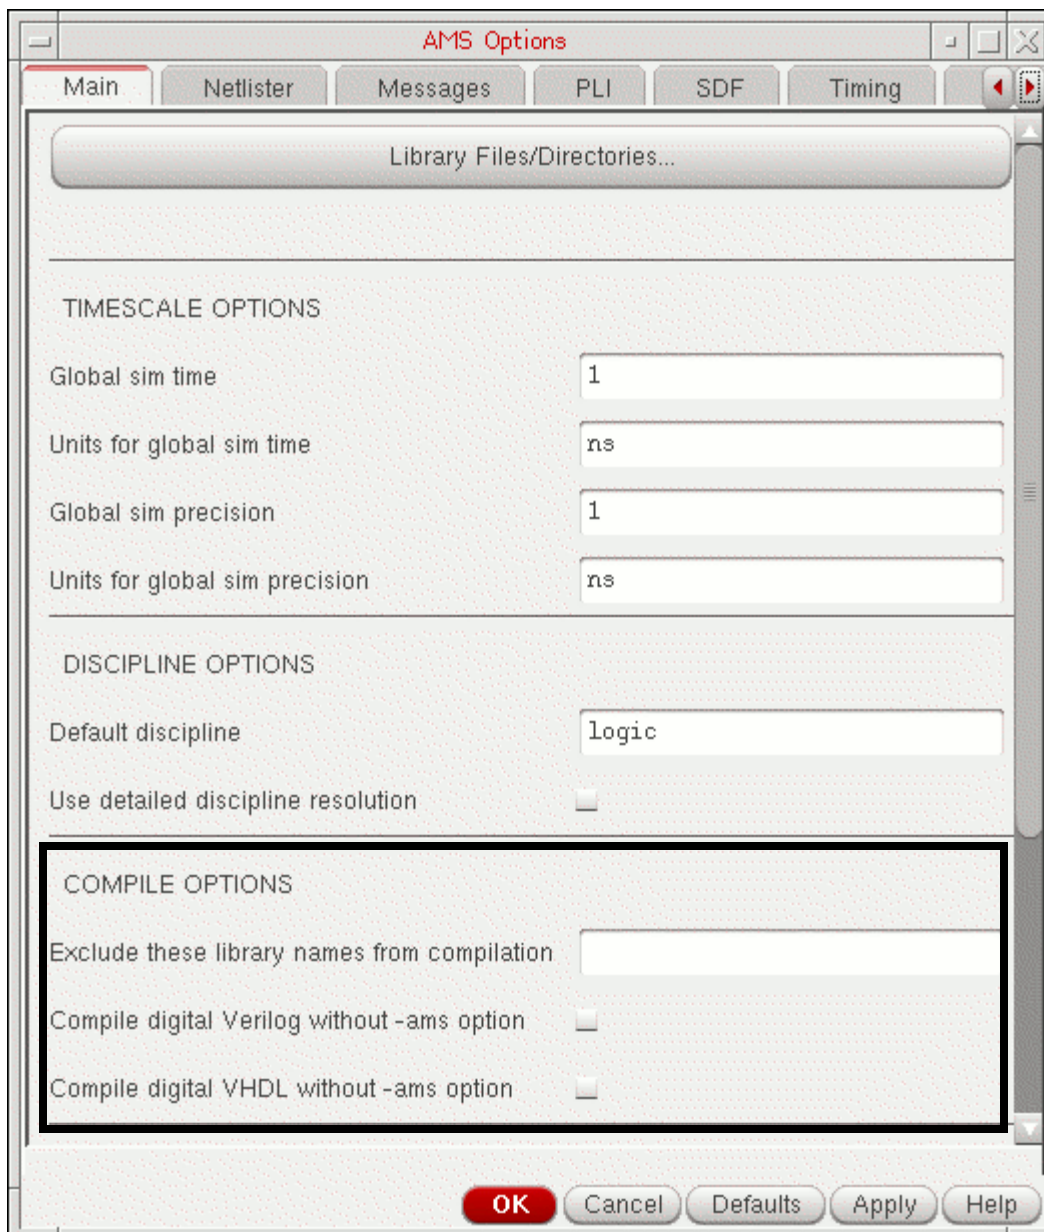 AMS Options
Main Netlister Messages PLI SDF Timing
Library Files/Directories...
TIMESCALE OPTIONS
Global sim time 1
Units for global sim time ns
Global sim precision 1
Units for global sim precision ns
DISCIPLINE OPTIONS
Default discipline logic
Use detailed discipline resolution
COMPILE OPTIONS
Exclude these library names from compilation
Compile digital Verilog without -ams option
Compile digital VHDL without -ams option
OK Cancel Defaults Apply Help